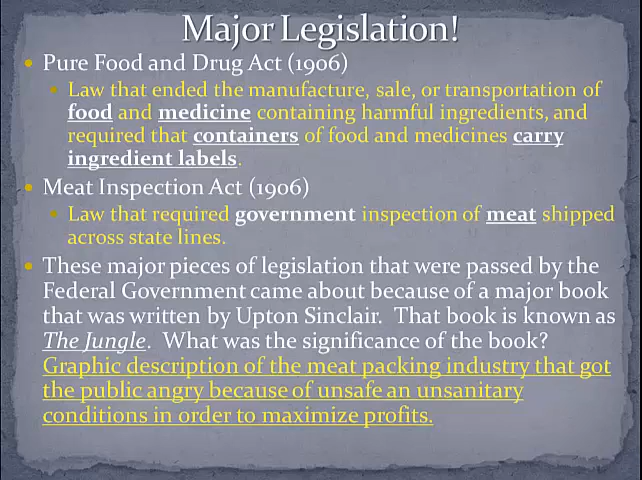 Major Legislation!
Pure Food and Drug Act (1906)
Law that ended the manufacture, sale, or transportation of
food and medicine containing harmful ingredients, and
required that containers of food and medicines carry
ingredient labels.
Meat Inspection Act (1906)
Law that required government inspection of meat shipped
across state lines.
These major pieces of legislation that were passed by the
Federal Government came about because of a major book
that was written by Upton Sinclair. That book is known as
The Jungle. What was the significance of the book?
Graphic description of the meat packing industry that got
the public angry because of unsafe an unsanitary
conditions in order to maximize profits.